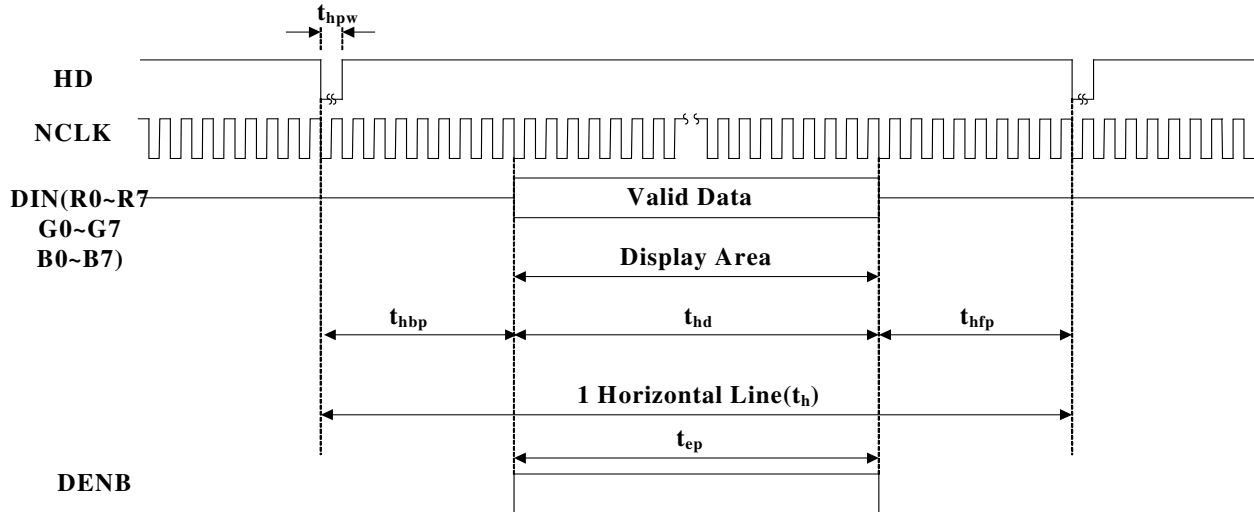 thpw
HD
NCLK
DIN(R0~R7
G0~G7
B0~B7)
Valid Data
Display Area
thbp
thd
thfp
1 Horizontal Line(th)
tep
DENB